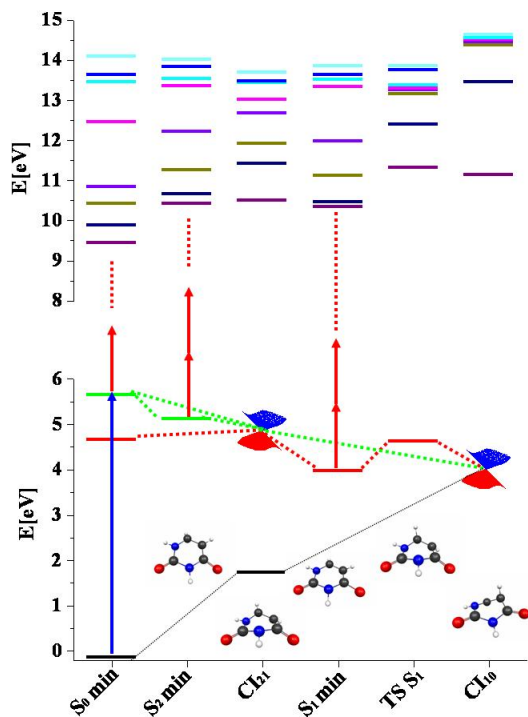 15
14
13
12
11
10
9
8
E[eV]
6
5
4
3
2
1
0
E[eV]
S₀ min
S₂ min
CI₂₁
S₁ min
TS S₁
CI₁₀